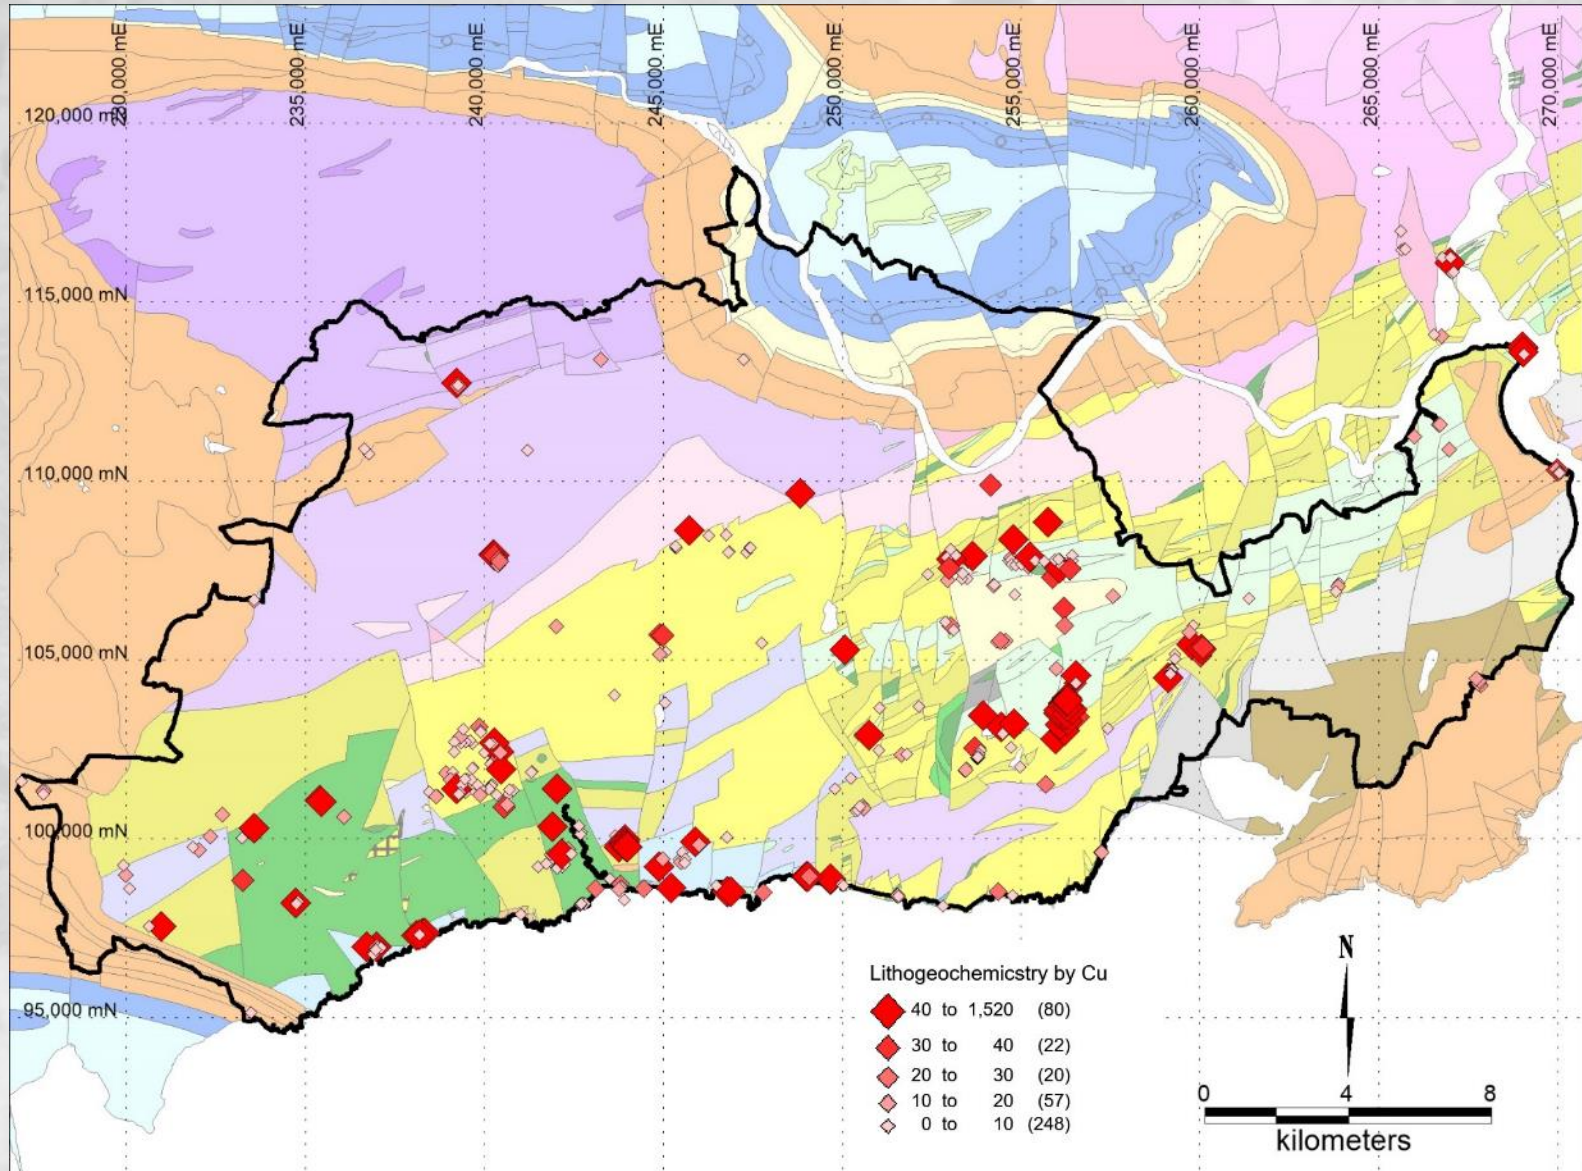 230,000 mE
235,000 mE
240,000 mE
245,000 mE
250,000 mE
255,000 mE
260,000 mE
265,000 mE
270,000 mE
120,000 mN
115,000 mN
110,000 mN
105,000 mN
100,000 mN
95,000 mN
Lithogeochemicstry by Cu
40 to 1,520 (80)
30 to 40 (22)
20 to 30 (20)
10 to 20 (57)
0 to 10 (248)
N
0 4 8
kilometers